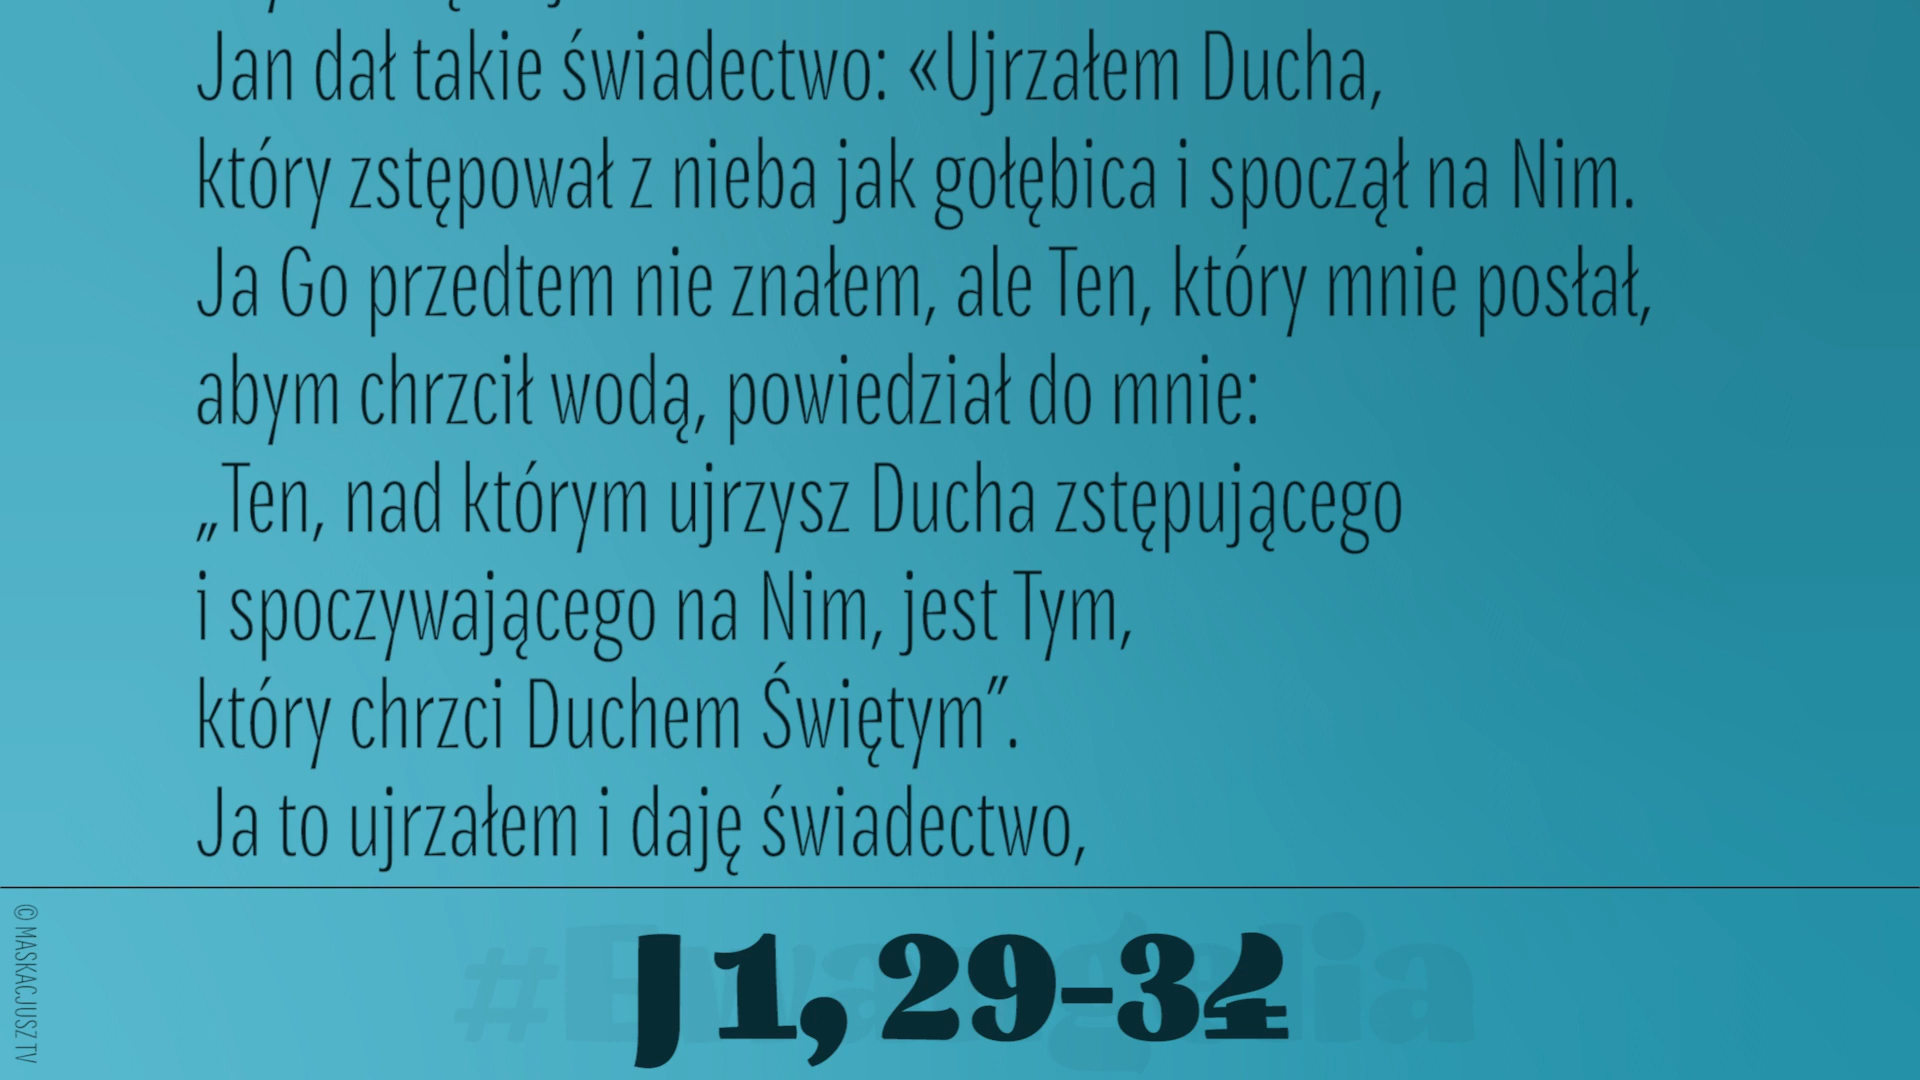 Jan dał takie świadectwo: «Ujrzałem Ducha,
który zstępował z nieba jak gołębica i spoczął na Nim.
Ja Go przedtem nie znałem, ale Ten, który mnie posłał,
abym chrzcił wodą, powiedział do mnie:
„Ten, nad którym ujrzysz Ducha zstępującego
i spoczywającego na Nim, jest Tym,
który chrzci Duchem Świętym”.
Ja to ujrzałem i daję świadectwo,
#Ewangelia
J 1, 29-34
© MASKACJUSZ TV